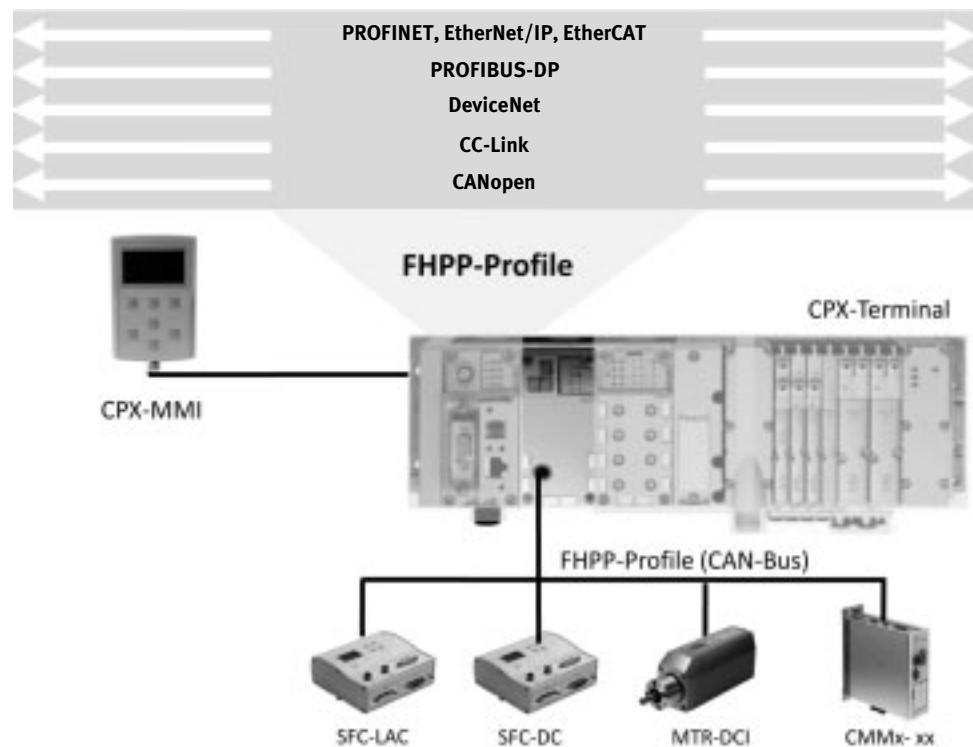 PROFINET, EtherNet/IP, EtherCAT
PROFIBUS-DP
DeviceNet
CC-Link
CANopen
FHPP-Profile
CPX-Terminal
CPX-MMI
FHPP-Profile (CAN-Bus)
SFC-LAC
SFC-DC
MTR-DCI
CMMx- xx